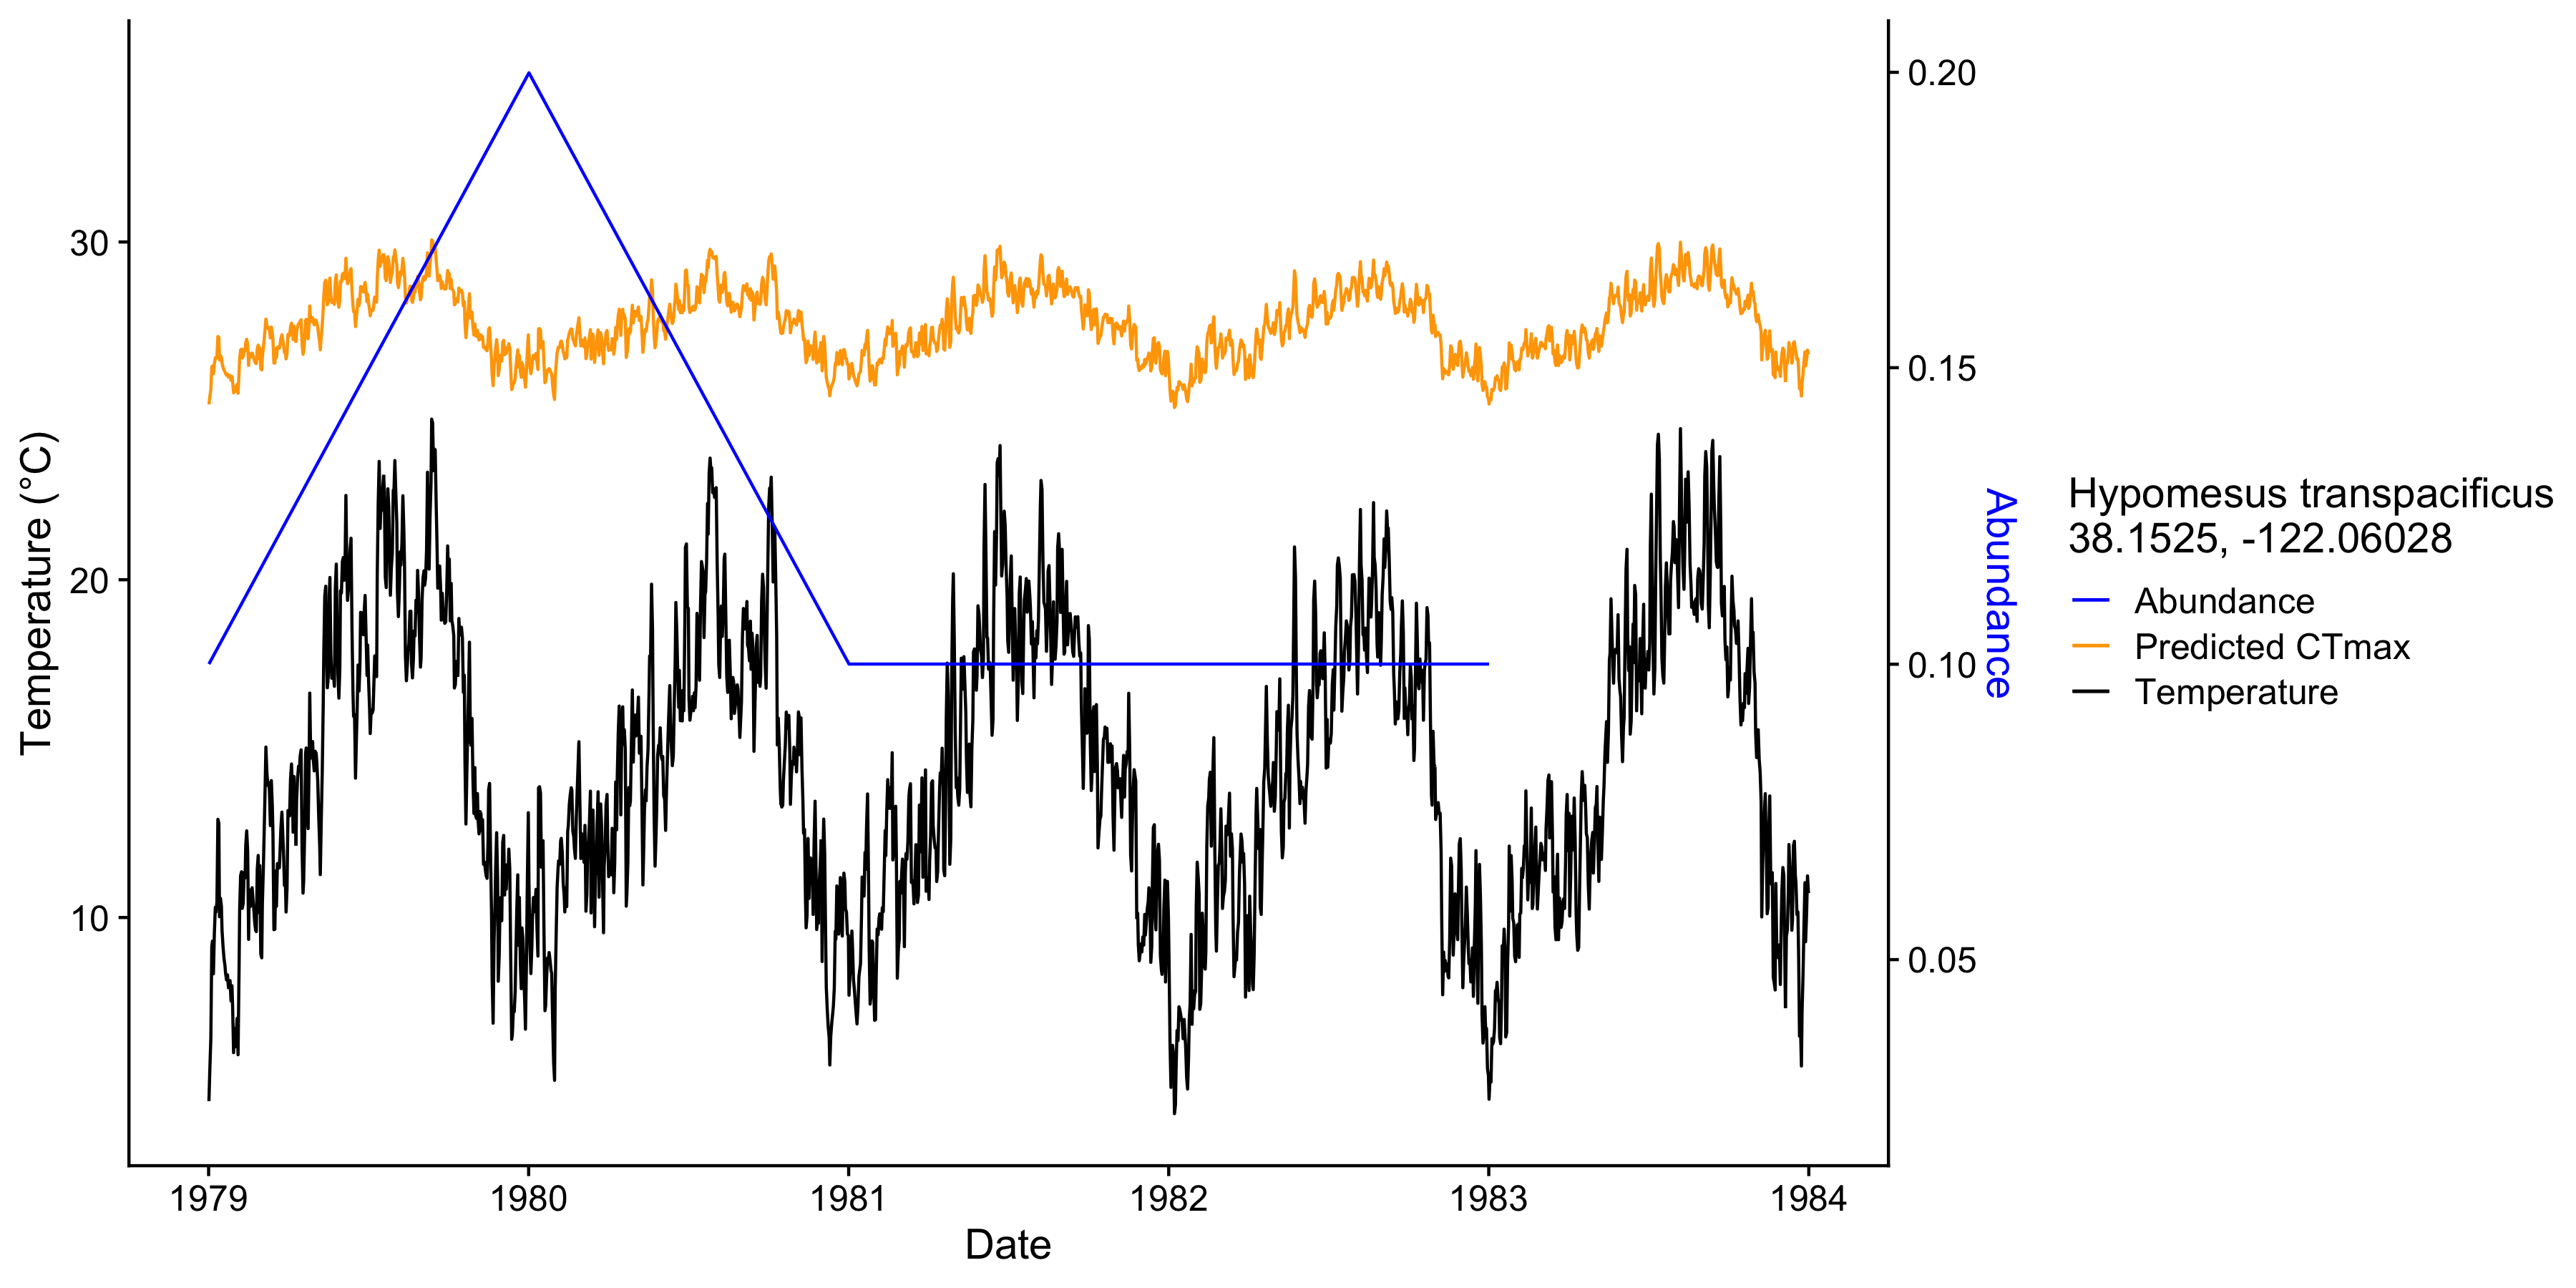 Temperature (°C)
30
20
10
1979
1980
1981
1982
1983
1984
Date
0.20
0.15
0.10
0.05
Abundance
Hypomesus transpacificus
38.1525, -122.06028
Abundance
Predicted CTmax
Temperature